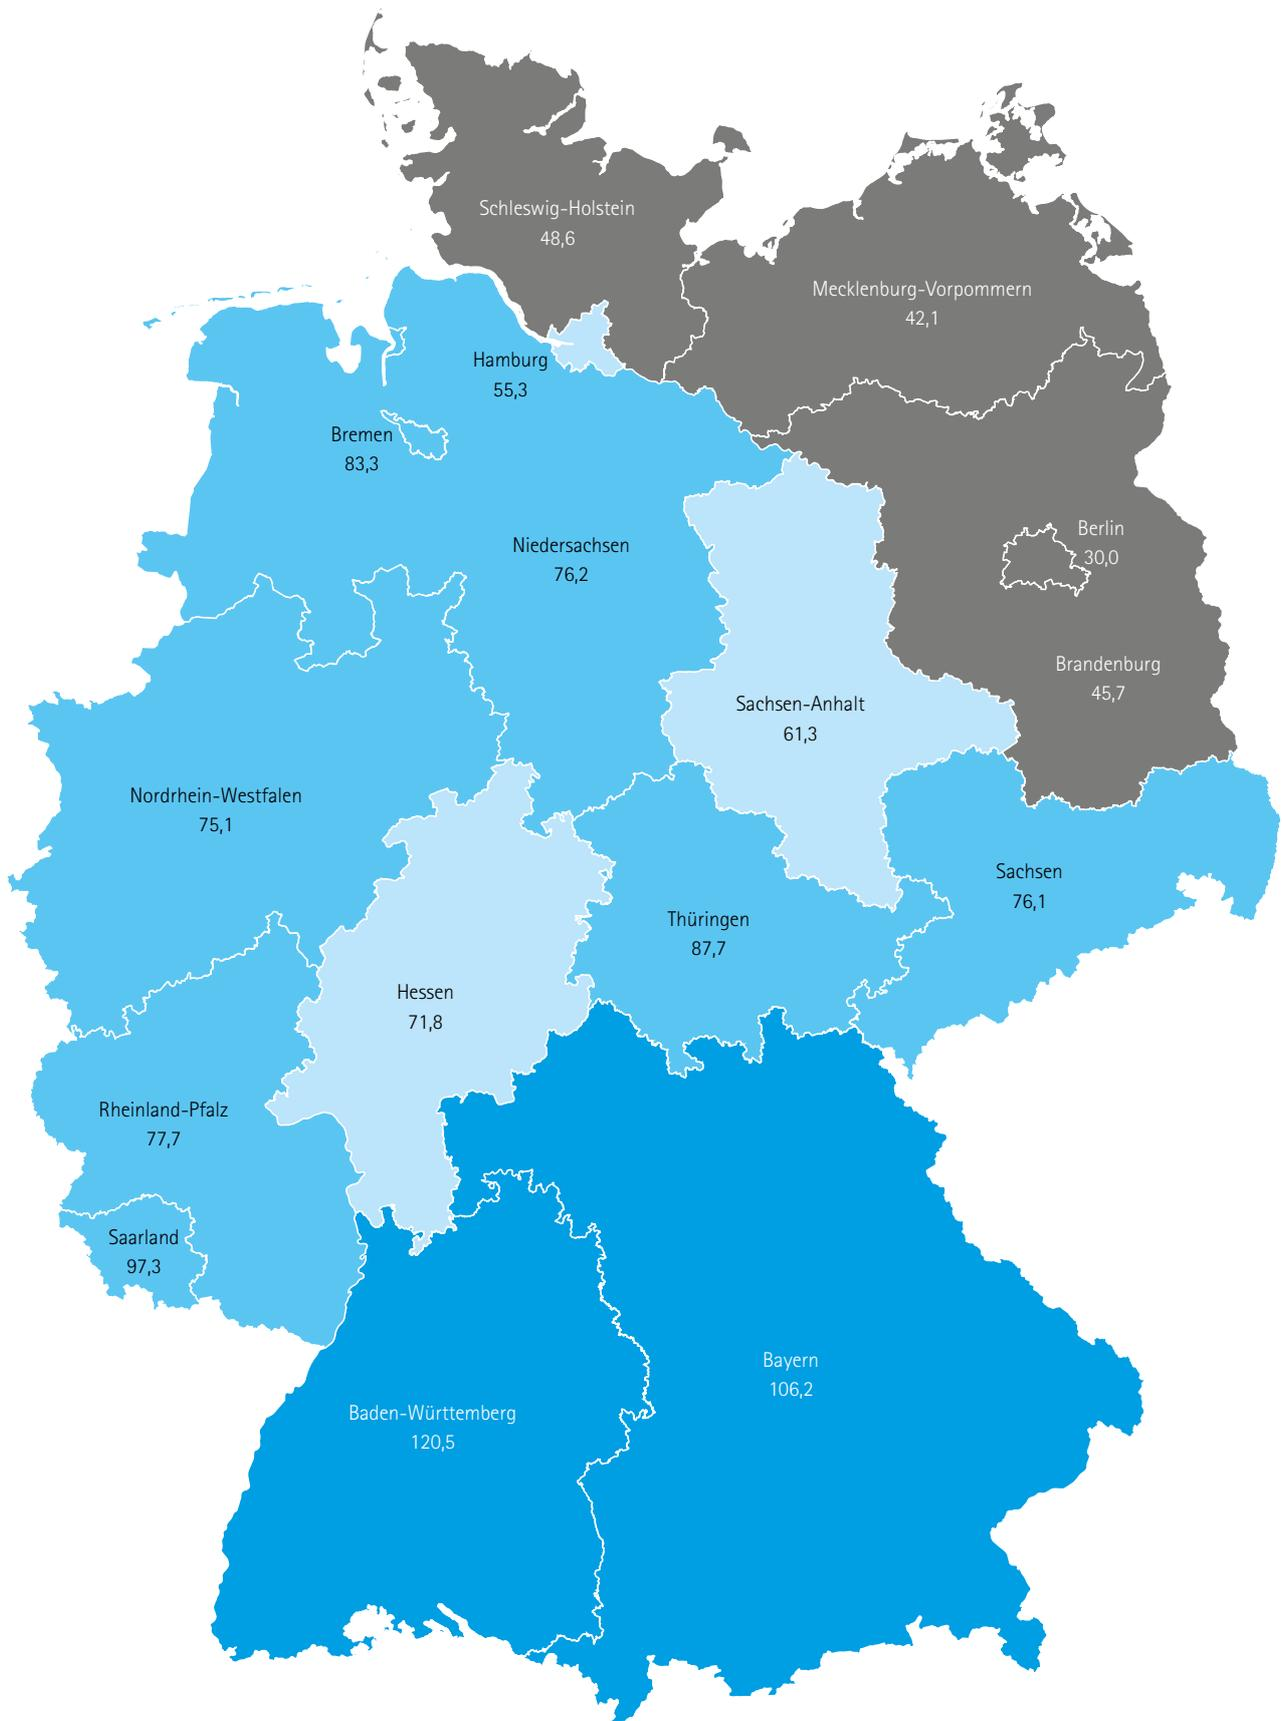 Schleswig-Holstein
48,6
Mecklenburg-Vorpommern
42,1
Hamburg
55,3
Bremen
83,3
Niedersachsen
76,2
Berlin
30,0
Brandenburg
45,7
Sachsen-Anhalt
61,3
Nordrhein-Westfalen
75,1
Sachsen
76,1
Thüringen
87,7
Hessen
71,8
Rheinland-Pfalz
77,7
Saarland
97,3
Bayern
106,2
Baden-Württemberg
120,5